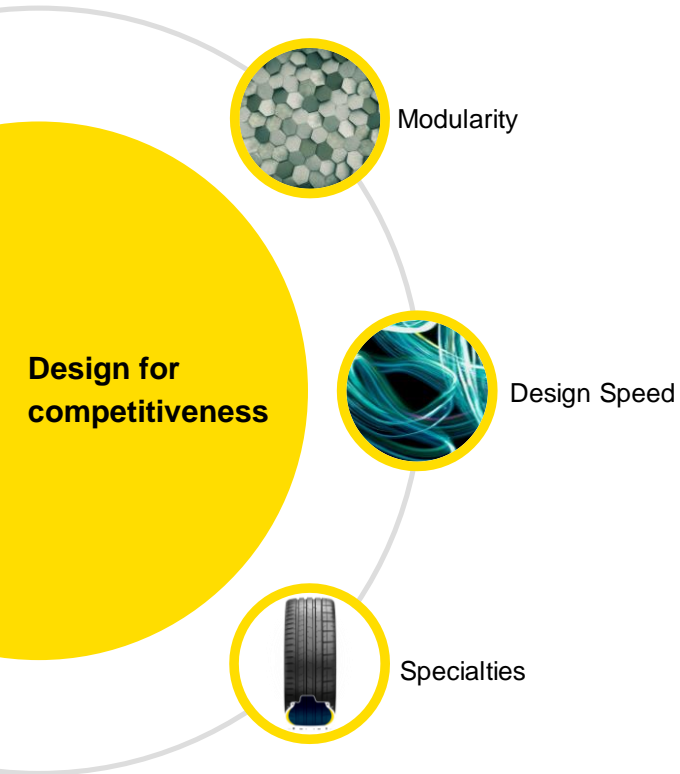 Modularity
Design for
competitiveness
Design Speed
Specialties